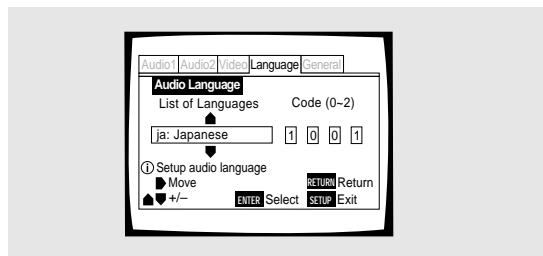 Audio1 Audio2 Video Language General
Audio Language
List of Languages Code (0~2)
ja: Japanese 1 0 0 1
i Setup audio language
Move RETURN Return
+/– ENTER Select SETUP Exit